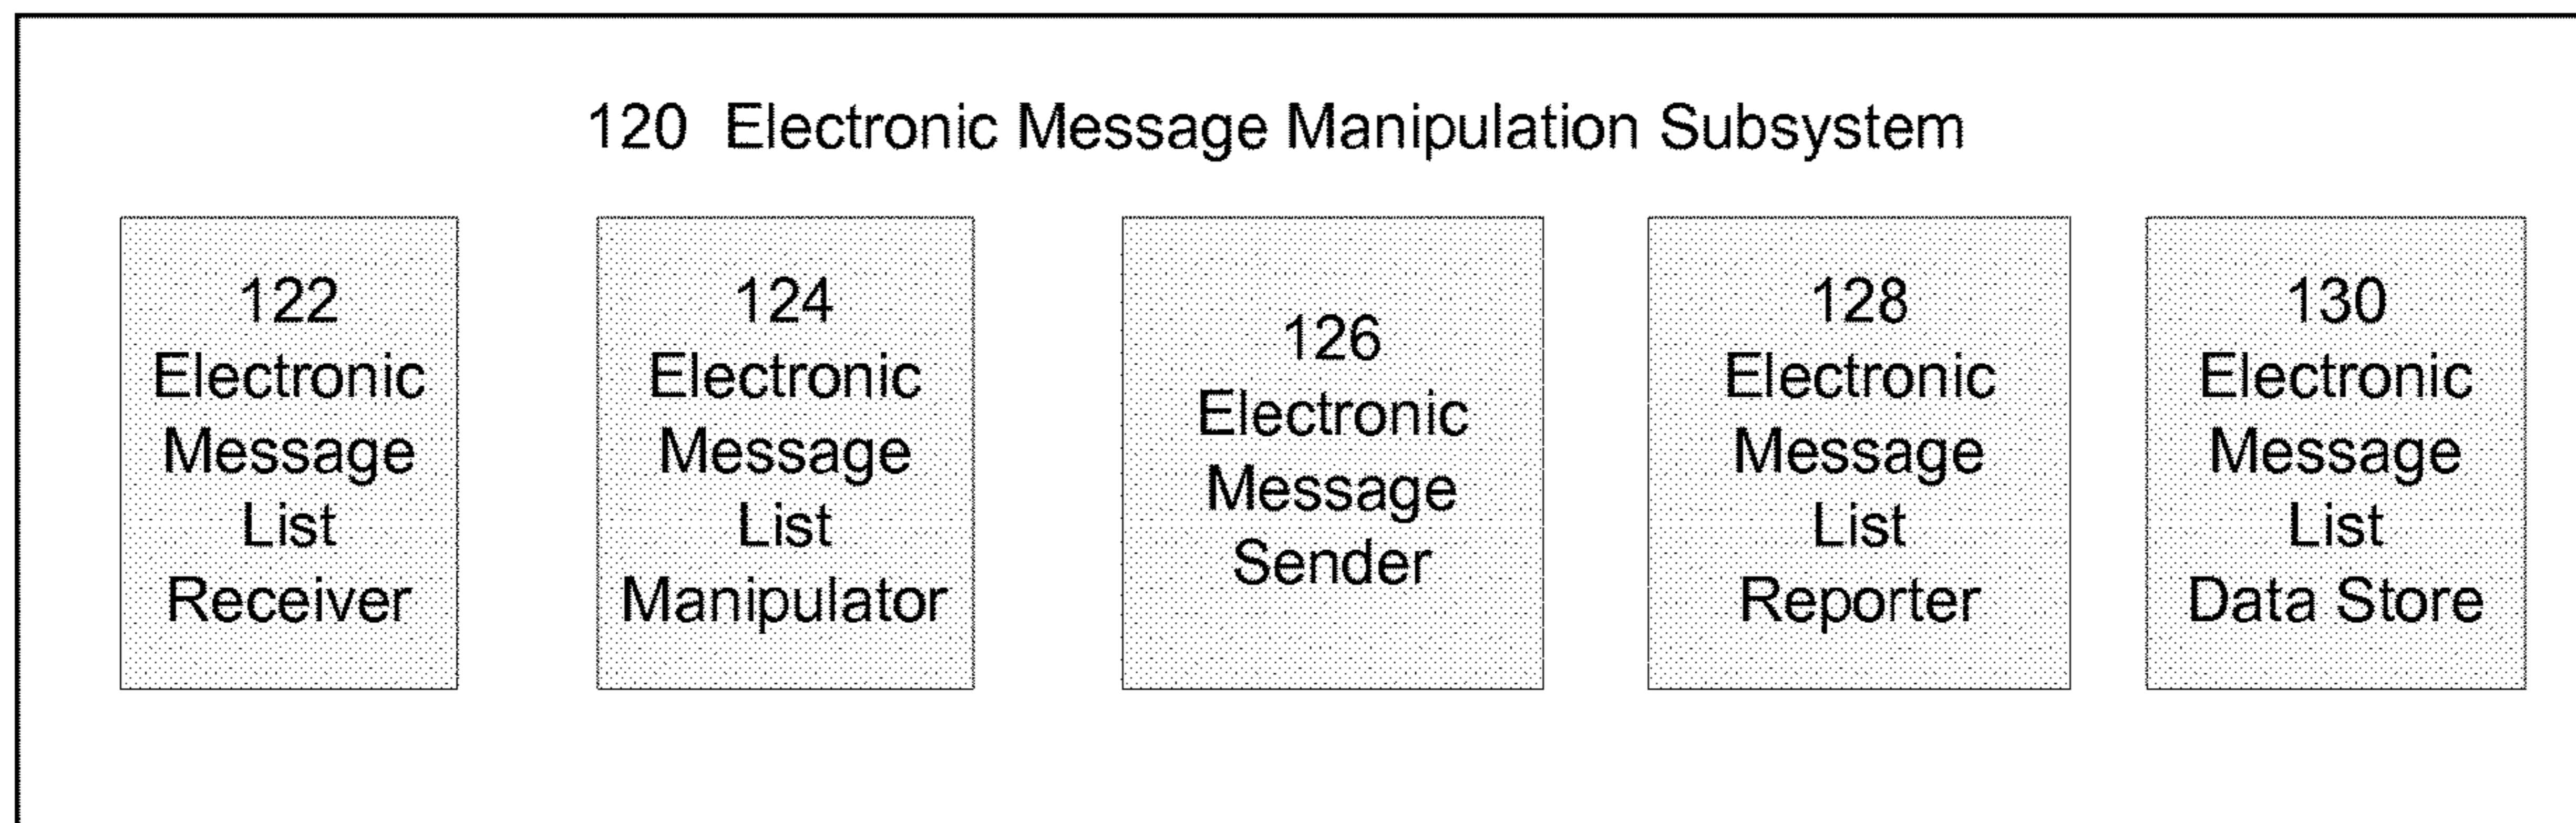 120 Electronic Message Manipulation Subsystem
122
Electronic
Message
List
Receiver
124
Electronic
Message
List
Manipulator
126
Electronic
Message
Sender
128
Electronic
Message
List
Reporter
130
Electronic
Message
List
Data Store